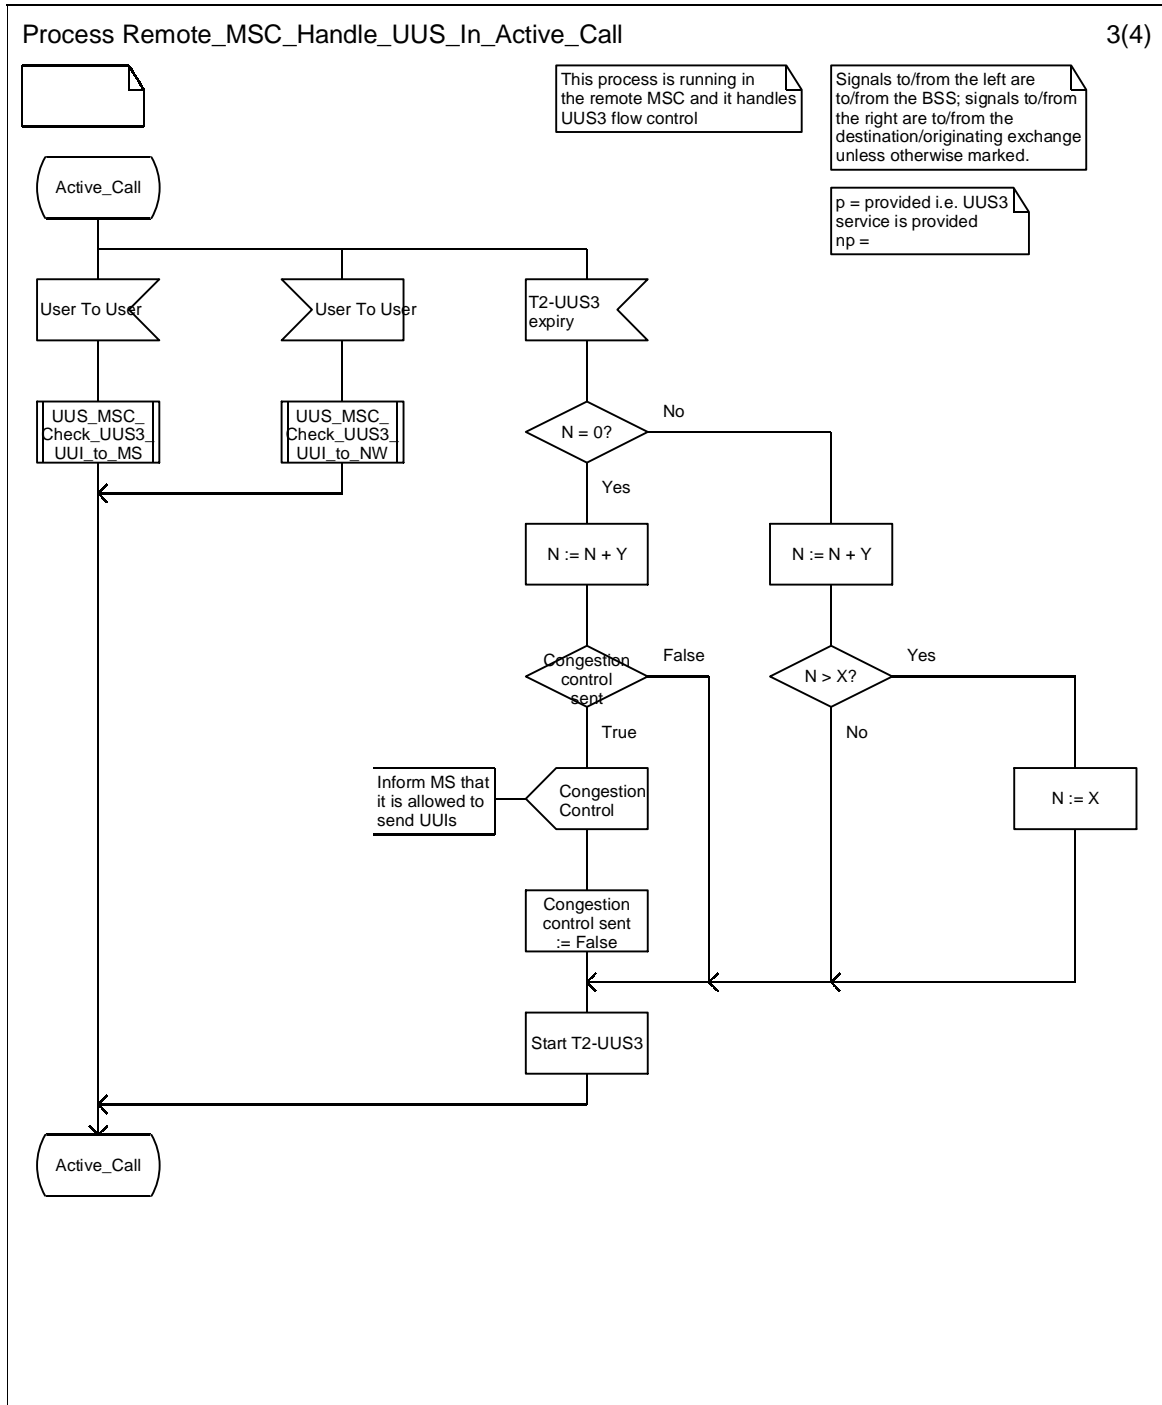 Process Remote_MSC_Handle_UUS_In_Active_Call
3(4)
This process is running in
the remote MSC and it handles
UUS3 flow control
Signals to/from the left are
to/from the BSS; signals to/from
the right are to/from the
destination/originating exchange
unless otherwise marked.
p = provided i.e. UUS3
service is provided
np =
Active_Call
User To User
User To User
T2-UUS3
expiry
UUS_MSC_
Check_UUS3_
UUI_to_MS
UUS_MSC_
Check_UUS3_
UUI_to_NW
N = 0?
No
Yes
N := N + Y
N := N + Y
Congestion
control
sent
False
True
N > X?
Yes
No
Inform MS that
it is allowed to
send UUIs
Congestion
Control
N := X
Congestion
control sent
:= False
Start T2-UUS3
Active_Call